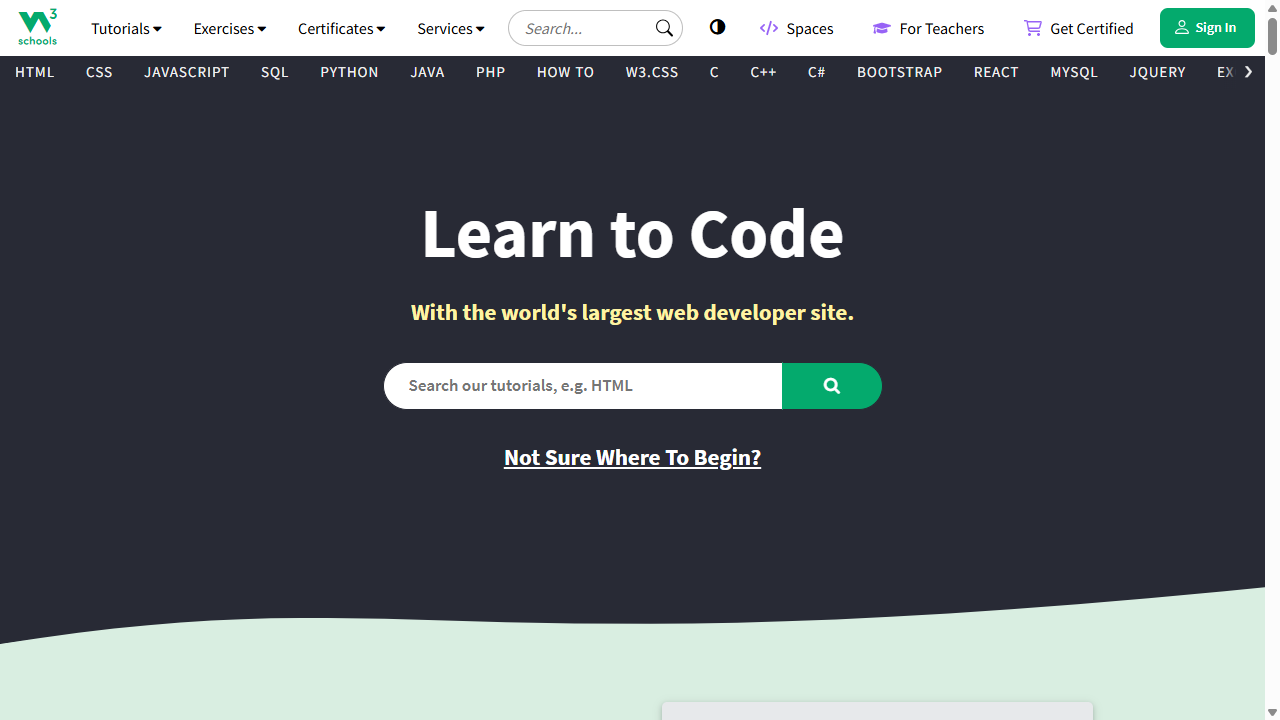 3
schools
Tutorials
Exercises
Certificates
Services
Search...
Spaces
For Teachers
Get Certified
Sign In
HTML
CSS
JAVASCRIPT
SQL
PYTHON
JAVA
PHP
HOW TO
W3.CSS
C
C++
C#
BOOTSTRAP
REACT
MYSQL
JQUERY
EX
Learn to Code
With the world's largest web developer site.
Search our tutorials, e.g. HTML
Not Sure Where To Begin?